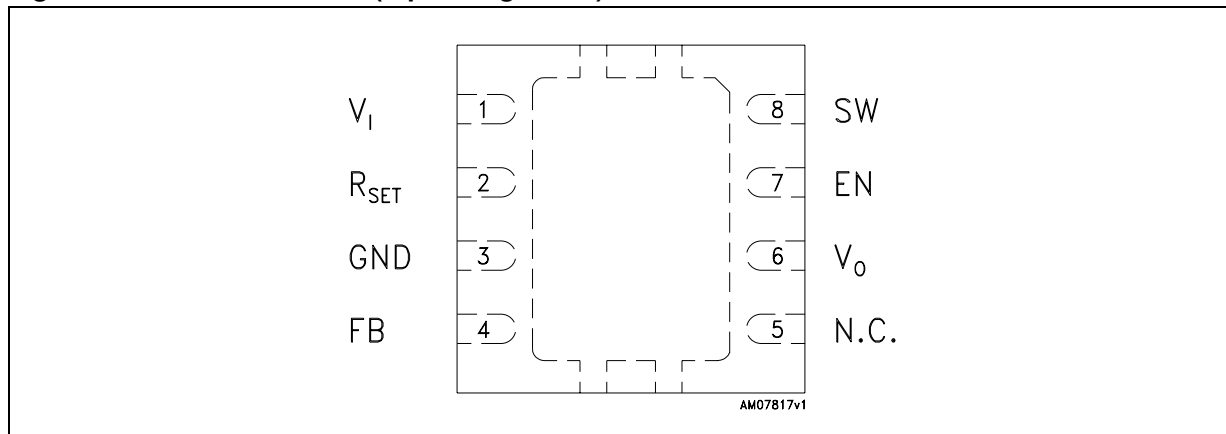 V_I 1 8 SW
R_SET 2 7 EN
GND 3 6 V_O
FB 4 5 N.C.
AM07817v1